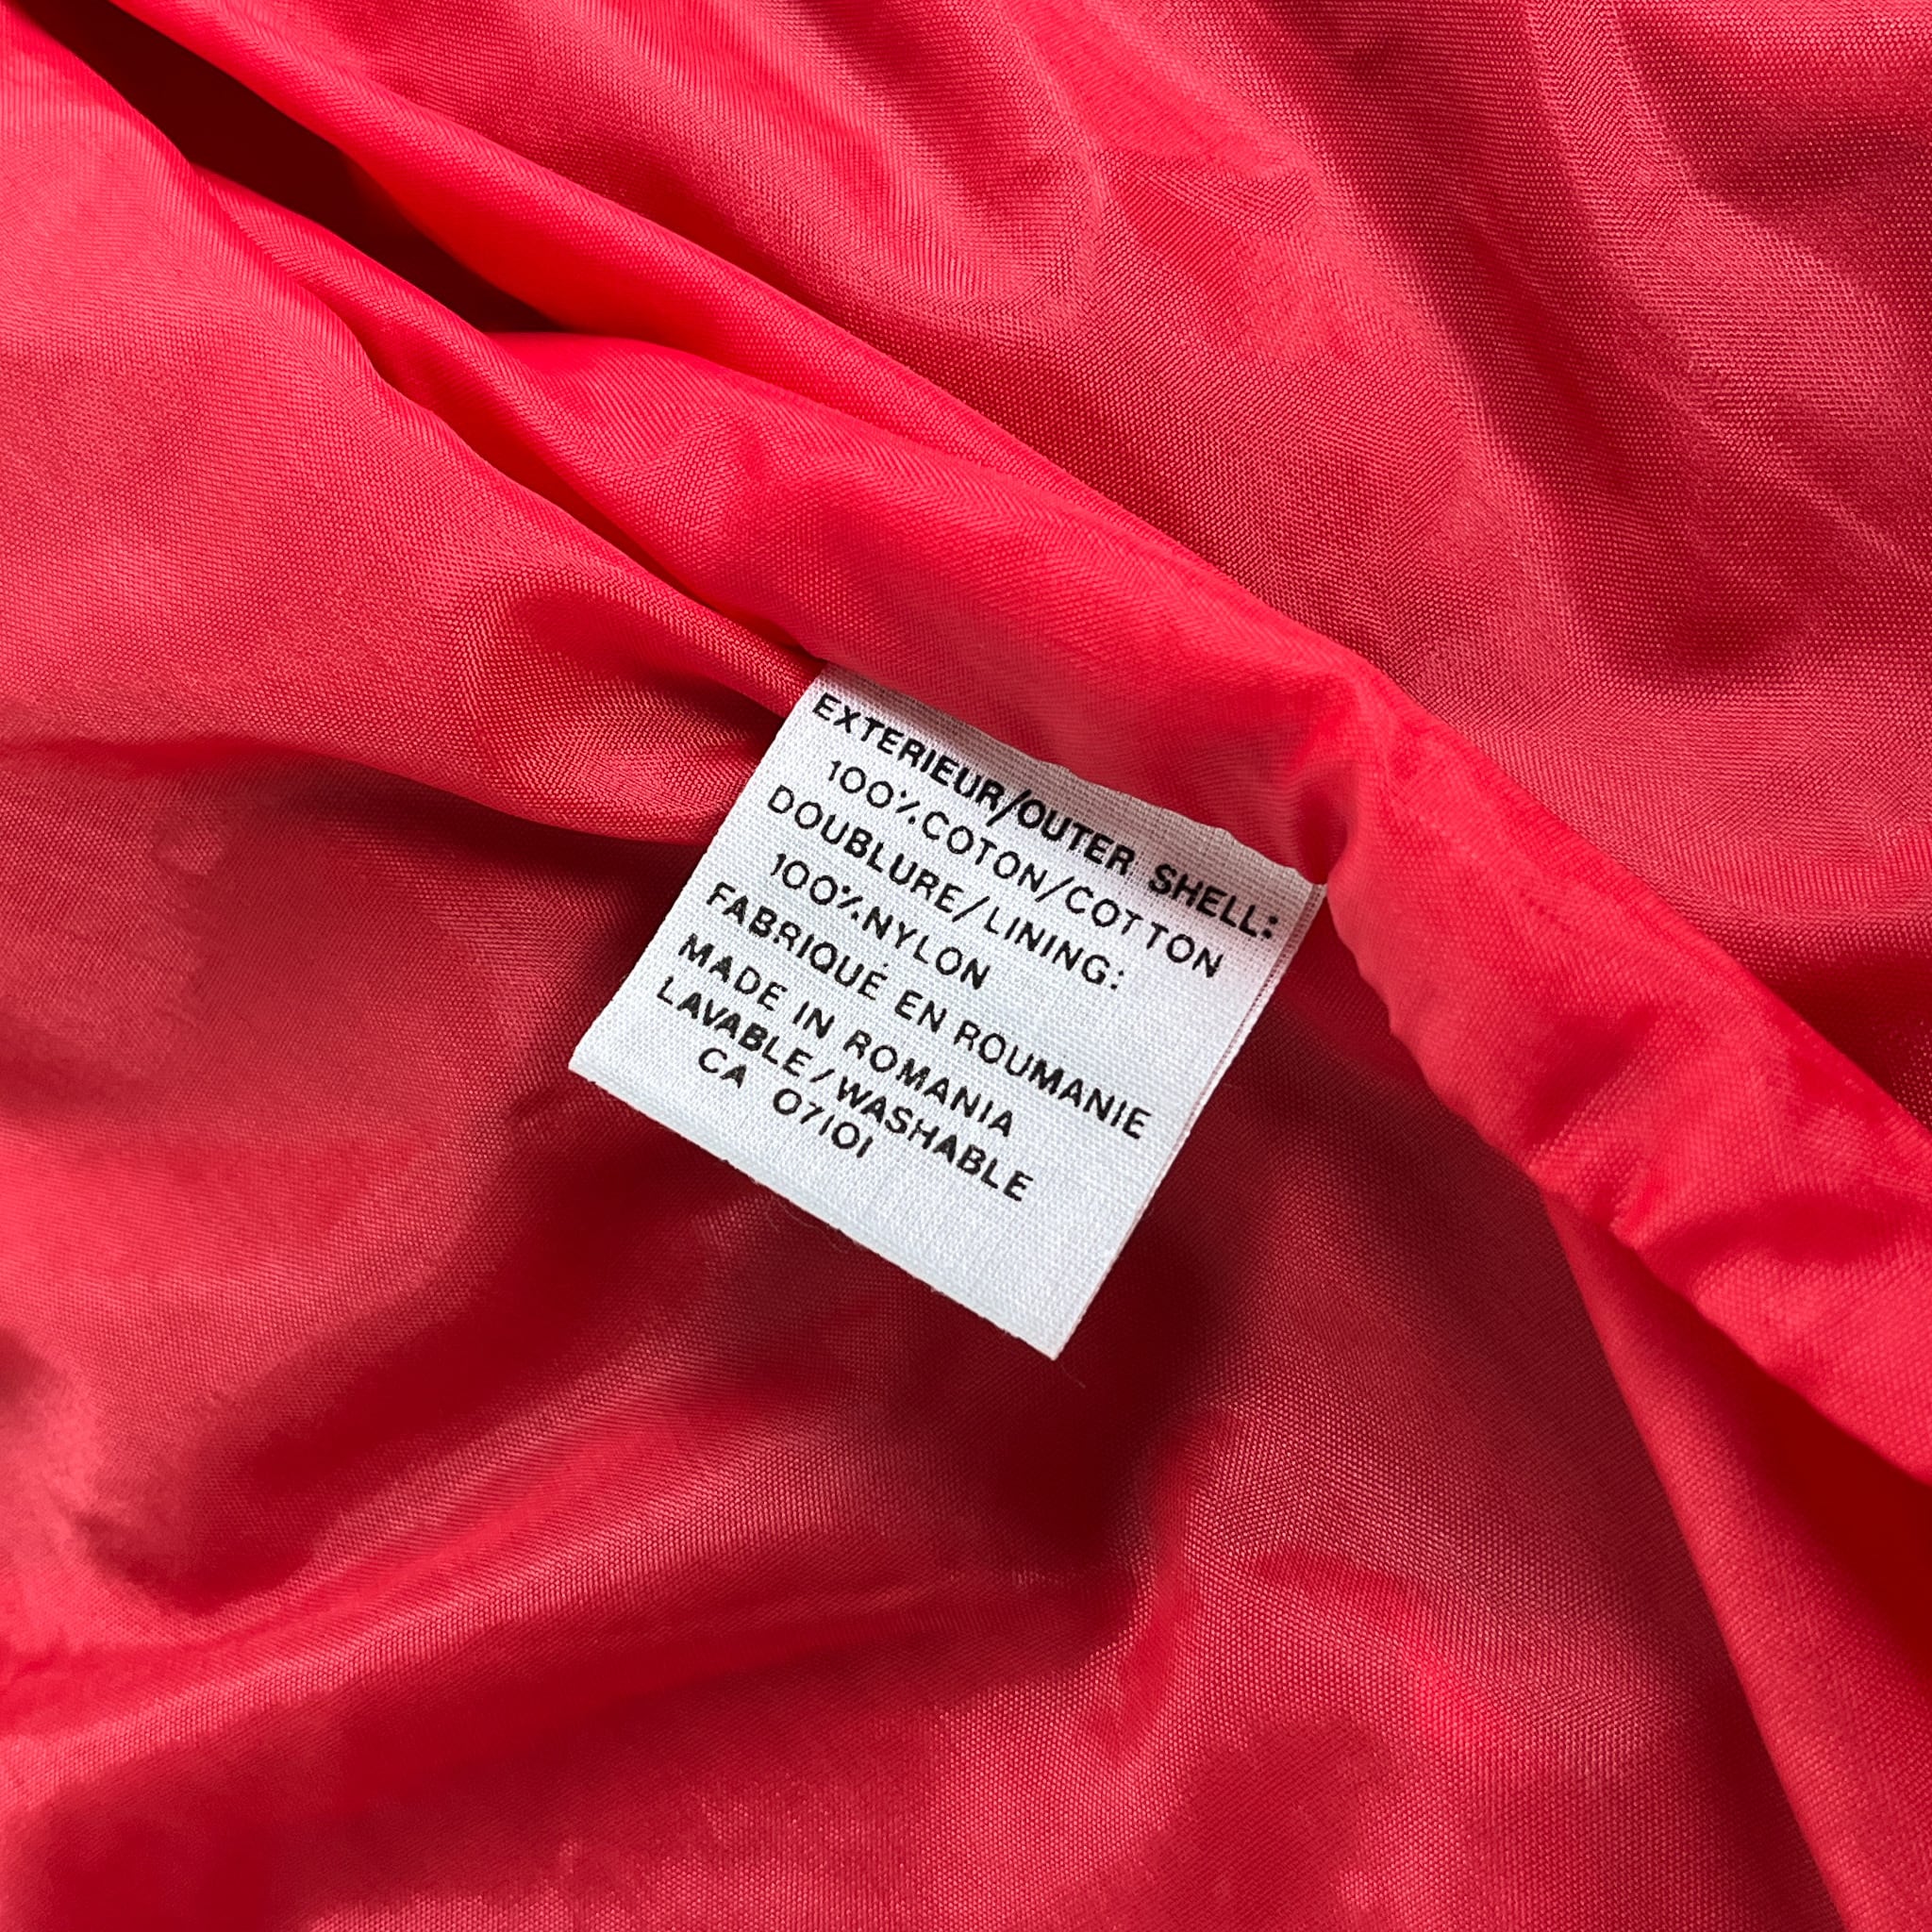 EXTERIEUR/OUTER SHELL:
100%COTON/COTTON
DOUBLURE/LINING:
100%NYLON
FABRIQUÉ EN ROUMANIE
MADE IN ROMANIA
LAVABLE/WASHABLE
CA 07101